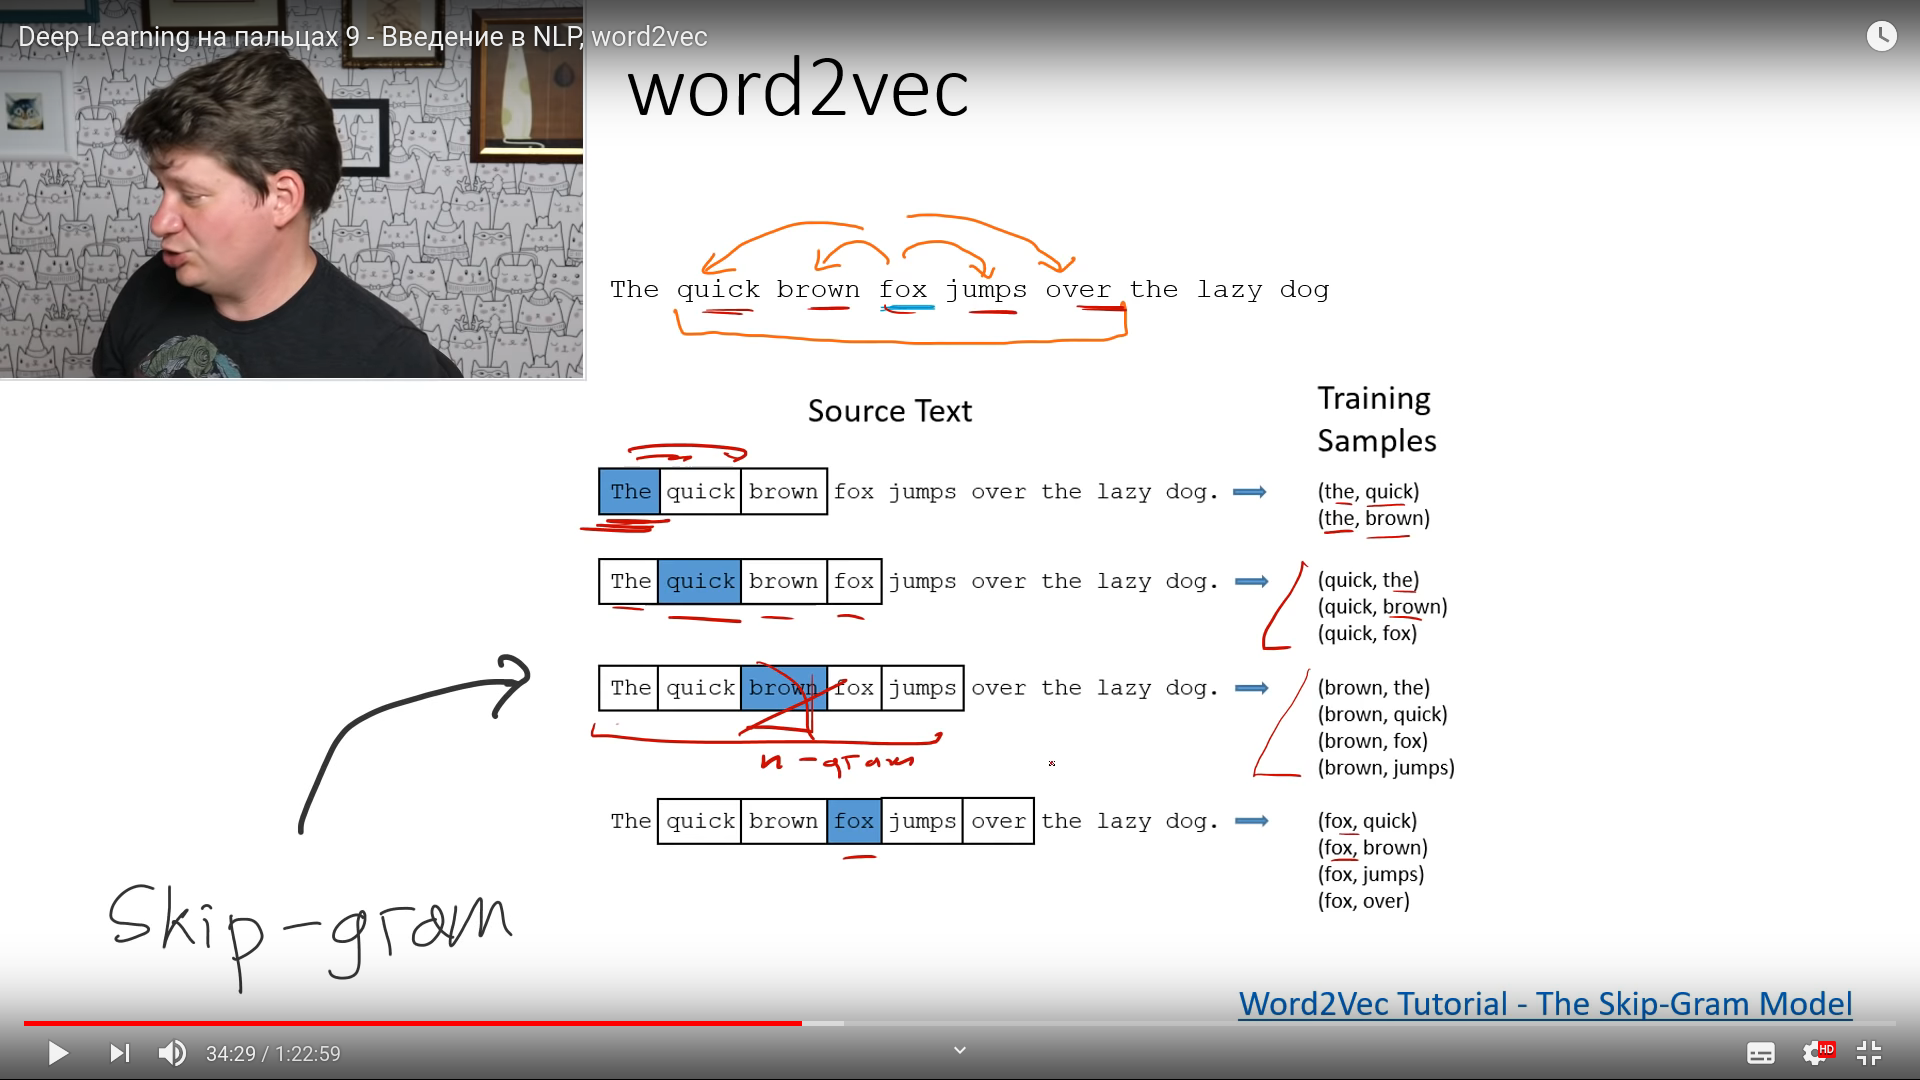 Deep Learning на пальцах 9 - Введение в NLP, word2vec
word2vec
The quick brown fox jumps over the lazy dog
Source Text
Training
Samples
The quick brown fox jumps over the lazy dog.
(the, quick)
(the, brown)
The quick brown fox jumps over the lazy dog.
(quick, the)
(quick, brown)
(quick, fox)
The quick brown fox jumps over the lazy dog.
(brown, the)
(brown, quick)
(brown, fox)
(brown, jumps)
n-gram
The quick brown fox jumps over the lazy dog.
(fox, quick)
(fox, brown)
(fox, jumps)
(fox, over)
Skip-gram
Word2Vec Tutorial - The Skip-Gram Model
34:29 / 1:22:59
HD